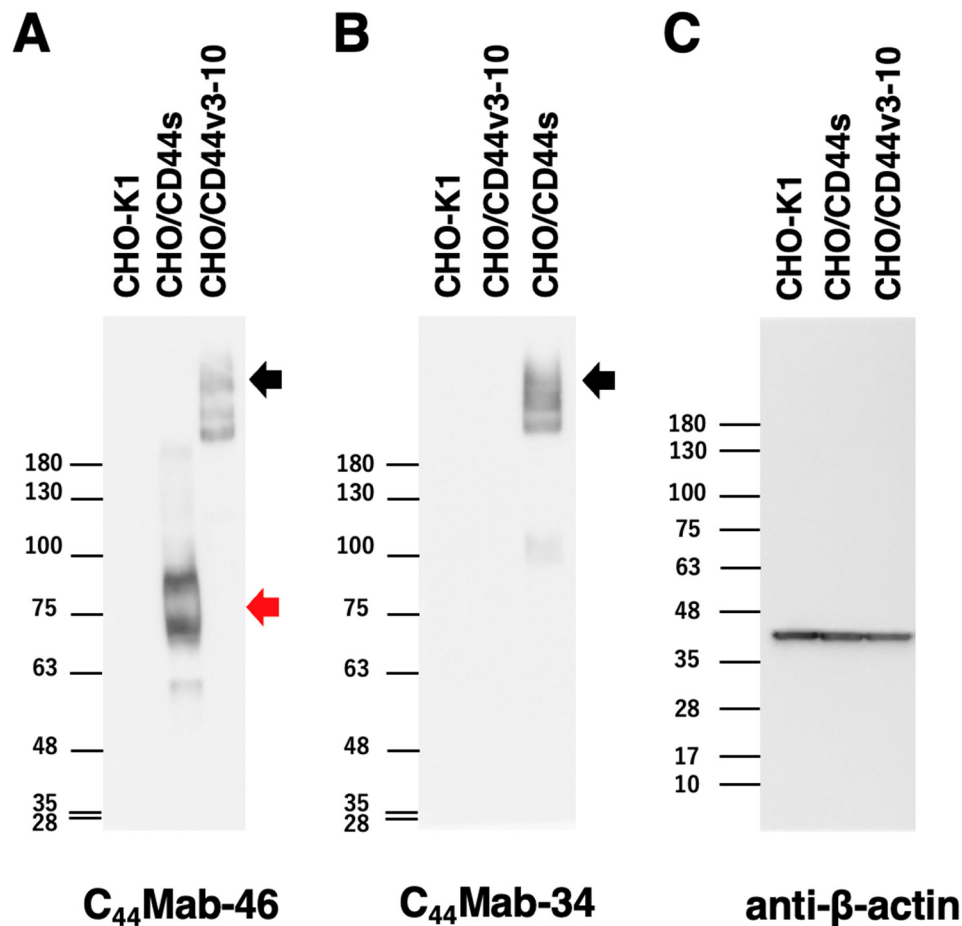 A
CHO-K1
CHO/CD44s
CHO/CD44v3-10
180
130
100
75
63
48
35
28
C44Mab-46
B
CHO-K1
CHO/CD44v3-10
CHO/CD44s
180
130
100
75
63
48
35
28
C44Mab-34
C
CHO-K1
CHO/CD44s
CHO/CD44v3-10
180
130
100
75
63
48
35
28
17
10
anti-β-actin